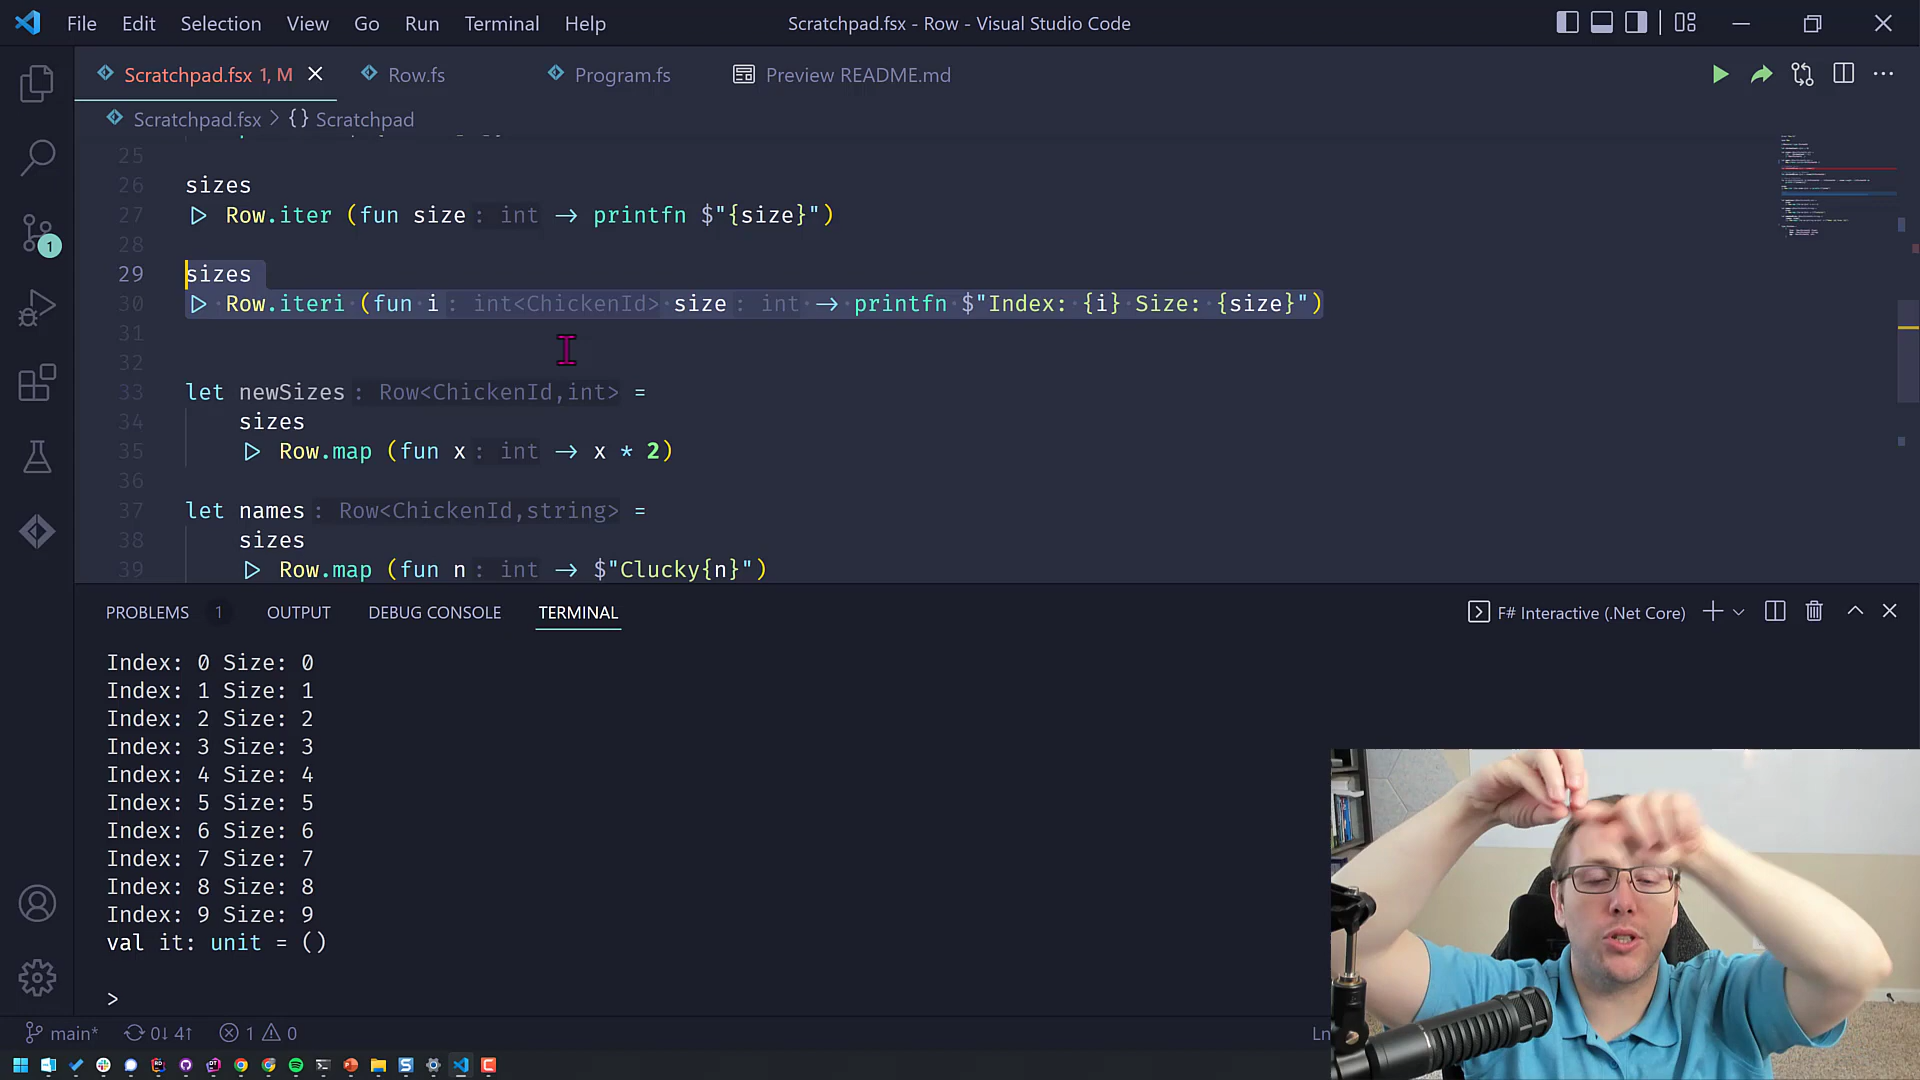 File Edit Selection View Go Run Terminal Help
Scratchpad.fsx - Row - Visual Studio Code
Scratchpad.fsx 1, M
Row.fs
Program.fs
Preview README.md
Scratchpad.fsx > {} Scratchpad
25
26 sizes
27 |> Row.iter (fun size : int -> printfn $"{size}")
28
29 sizes
30 |> Row.iteri (fun i : int<ChickenId> size : int -> printfn $"Index: {i} Size: {size}")
31
32
33 let newSizes : Row<ChickenId,int> =
34 sizes
35 |> Row.map (fun x : int -> x * 2)
36
37 let names : Row<ChickenId,string> =
38 sizes
39 |> Row.map (fun n : int -> $"Clucky{n}")
PROBLEMS 1 OUTPUT DEBUG CONSOLE TERMINAL
F# Interactive (.Net Core)
Index: 0 Size: 0
Index: 1 Size: 1
Index: 2 Size: 2
Index: 3 Size: 3
Index: 4 Size: 4
Index: 5 Size: 5
Index: 6 Size: 6
Index: 7 Size: 7
Index: 8 Size: 8
Index: 9 Size: 9
val it: unit = ()
>
1
main* 0↓ 4↑ 1 0
Ln